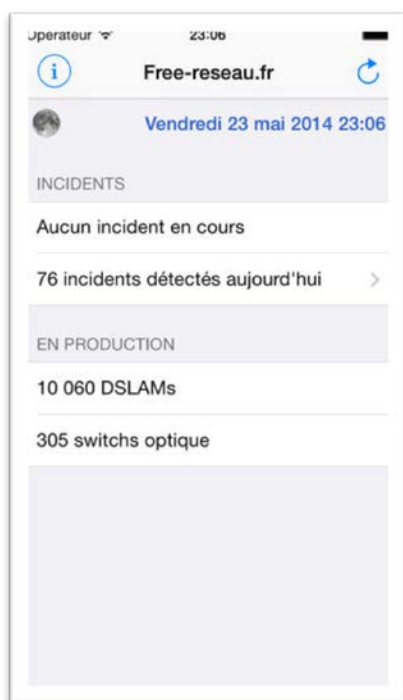 Operateur 23:06
Free-reseau.fr
Vendredi 23 mai 2014 23:06
INCIDENTS
Aucun incident en cours
76 incidents détectés aujourd'hui
EN PRODUCTION
10 060 DSLAMs
305 switchs optique